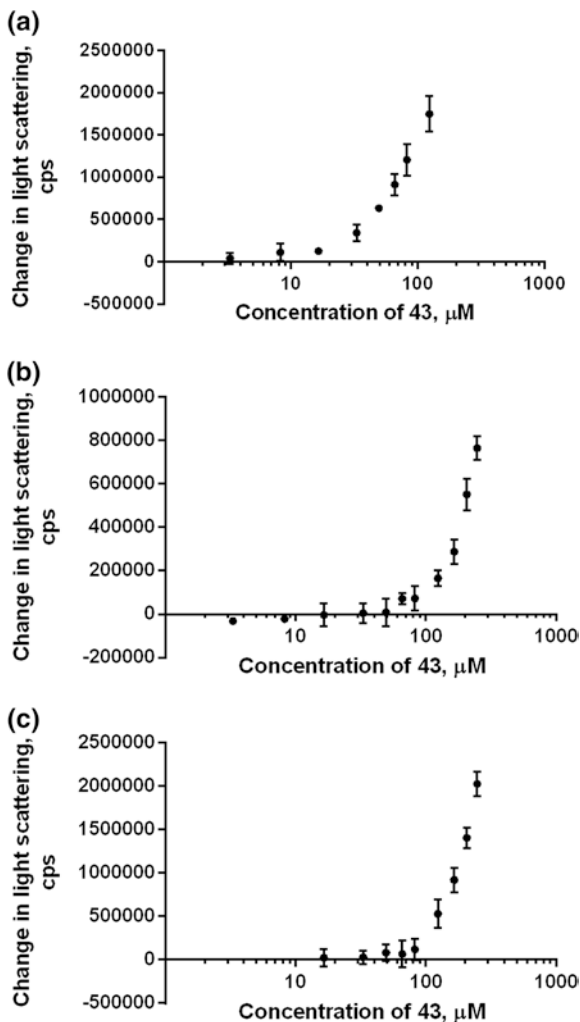 (a)
Change in light scattering,
cps
2500000
2000000
1500000
1000000
500000
0
-500000
10
100
1000
Concentration of 43, μM
(b)
Change in light scattering,
cps
1000000
800000
600000
400000
200000
0
-200000
10
100
1000
Concentration of 43, μM
(c)
Change in light scattering,
cps
2500000
2000000
1500000
1000000
500000
0
-500000
10
100
1000
Concentration of 43, μM